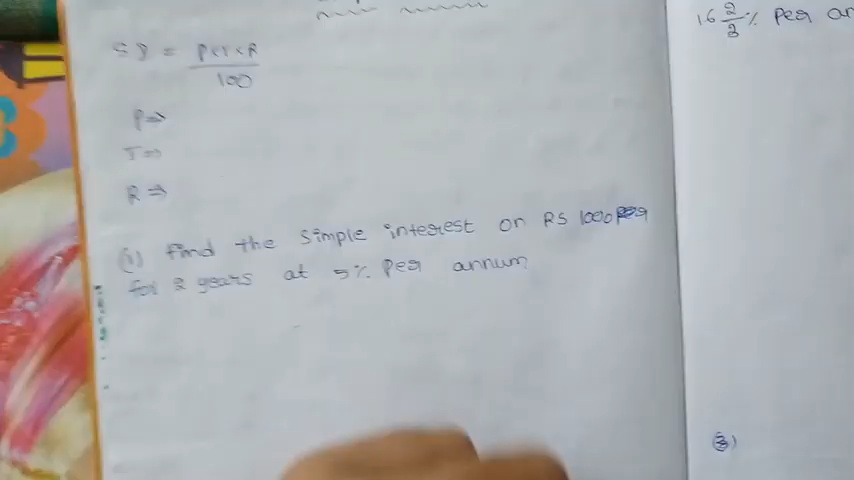 SI = P×T×R
100
P⇒
T⇒
R⇒
(1) find the simple interest on RS 1000
for 2 years at 5% per annum
16 2/3 % per an
(3)